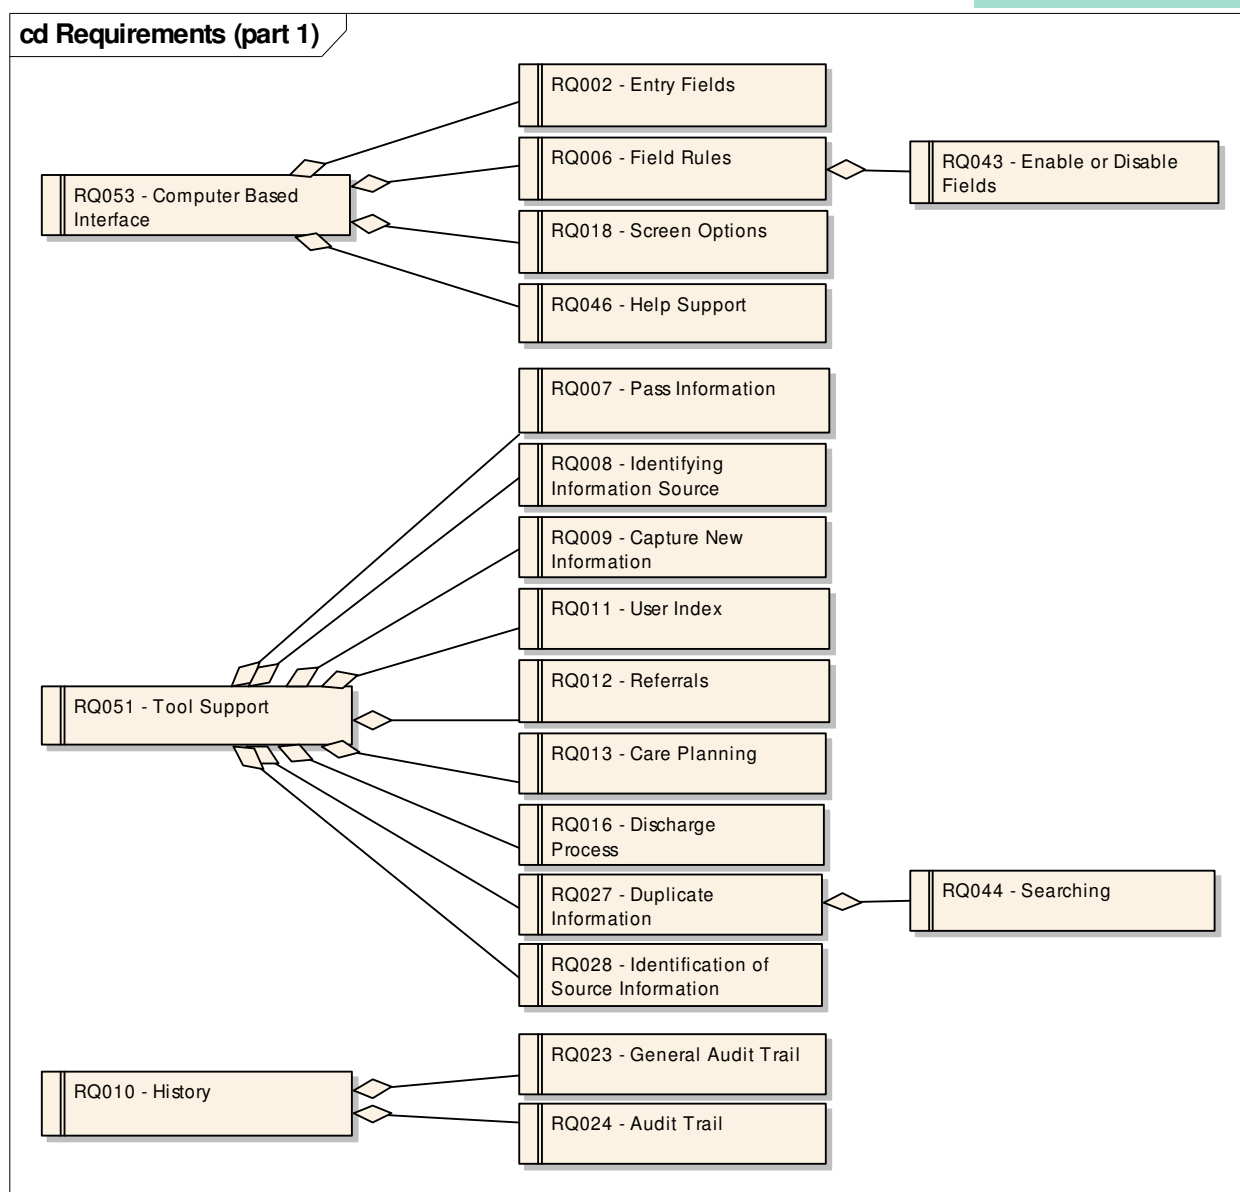 cd Requirements (part 1)
RQ002 - Entry Fields
RQ006 - Field Rules
RQ043 - Enable or Disable
Fields
RQ053 - Computer Based
Interface
RQ018 - Screen Options
RQ046 - Help Support
RQ007 - Pass Information
RQ008 - Identifying
Information Source
RQ009 - Capture New
Information
RQ011 - User Index
RQ012 - Referrals
RQ051 - Tool Support
RQ013 - Care Planning
RQ016 - Discharge
Process
RQ027 - Duplicate
Information
RQ044 - Searching
RQ028 - Identification of
Source Information
RQ023 - General Audit Trail
RQ010 - History
RQ024 - Audit Trail